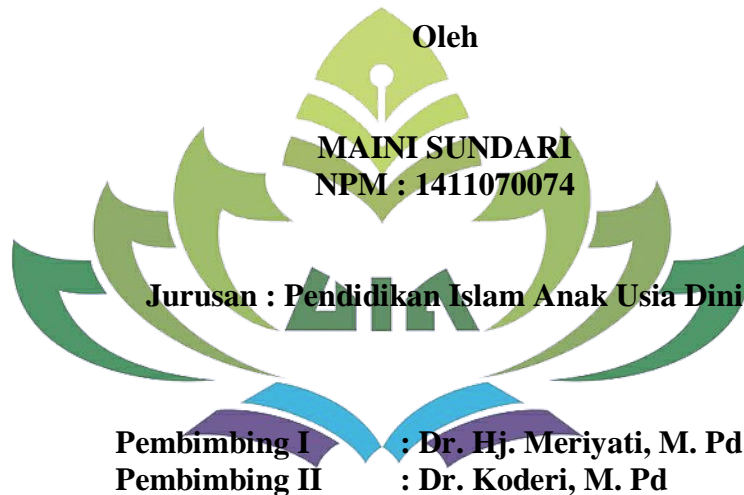 Oleh
MAINI SUNDARI
NPM : 1411070074
Jurusan : Pendidikan Islam Anak Usia Dini
UIN
Pembimbing I : Dr. Hj. Meriyati, M. Pd
Pembimbing II : Dr. Koderi, M. Pd